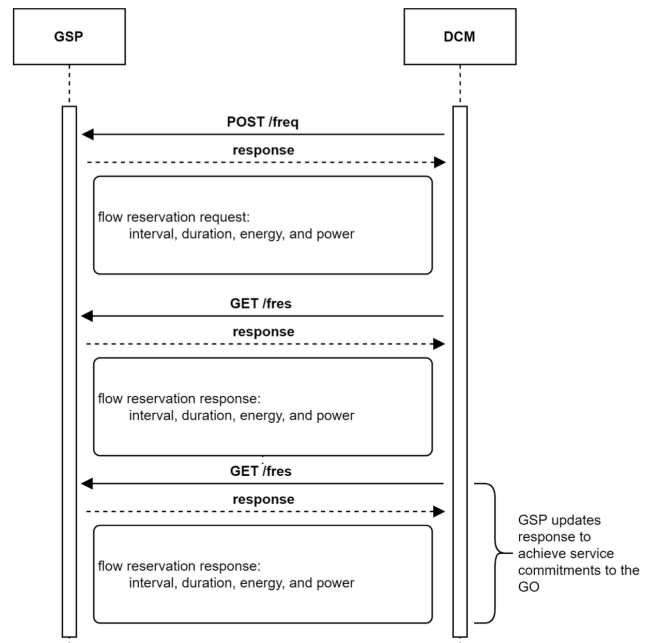 GSP
DCM
POST /freq
response
flow reservation request:
interval, duration, energy, and power
GET /fres
response
flow reservation response:
interval, duration, energy, and power
GET /fres
response
GSP updates
response to
achieve service
commitments to the
GO
flow reservation response:
interval, duration, energy, and power